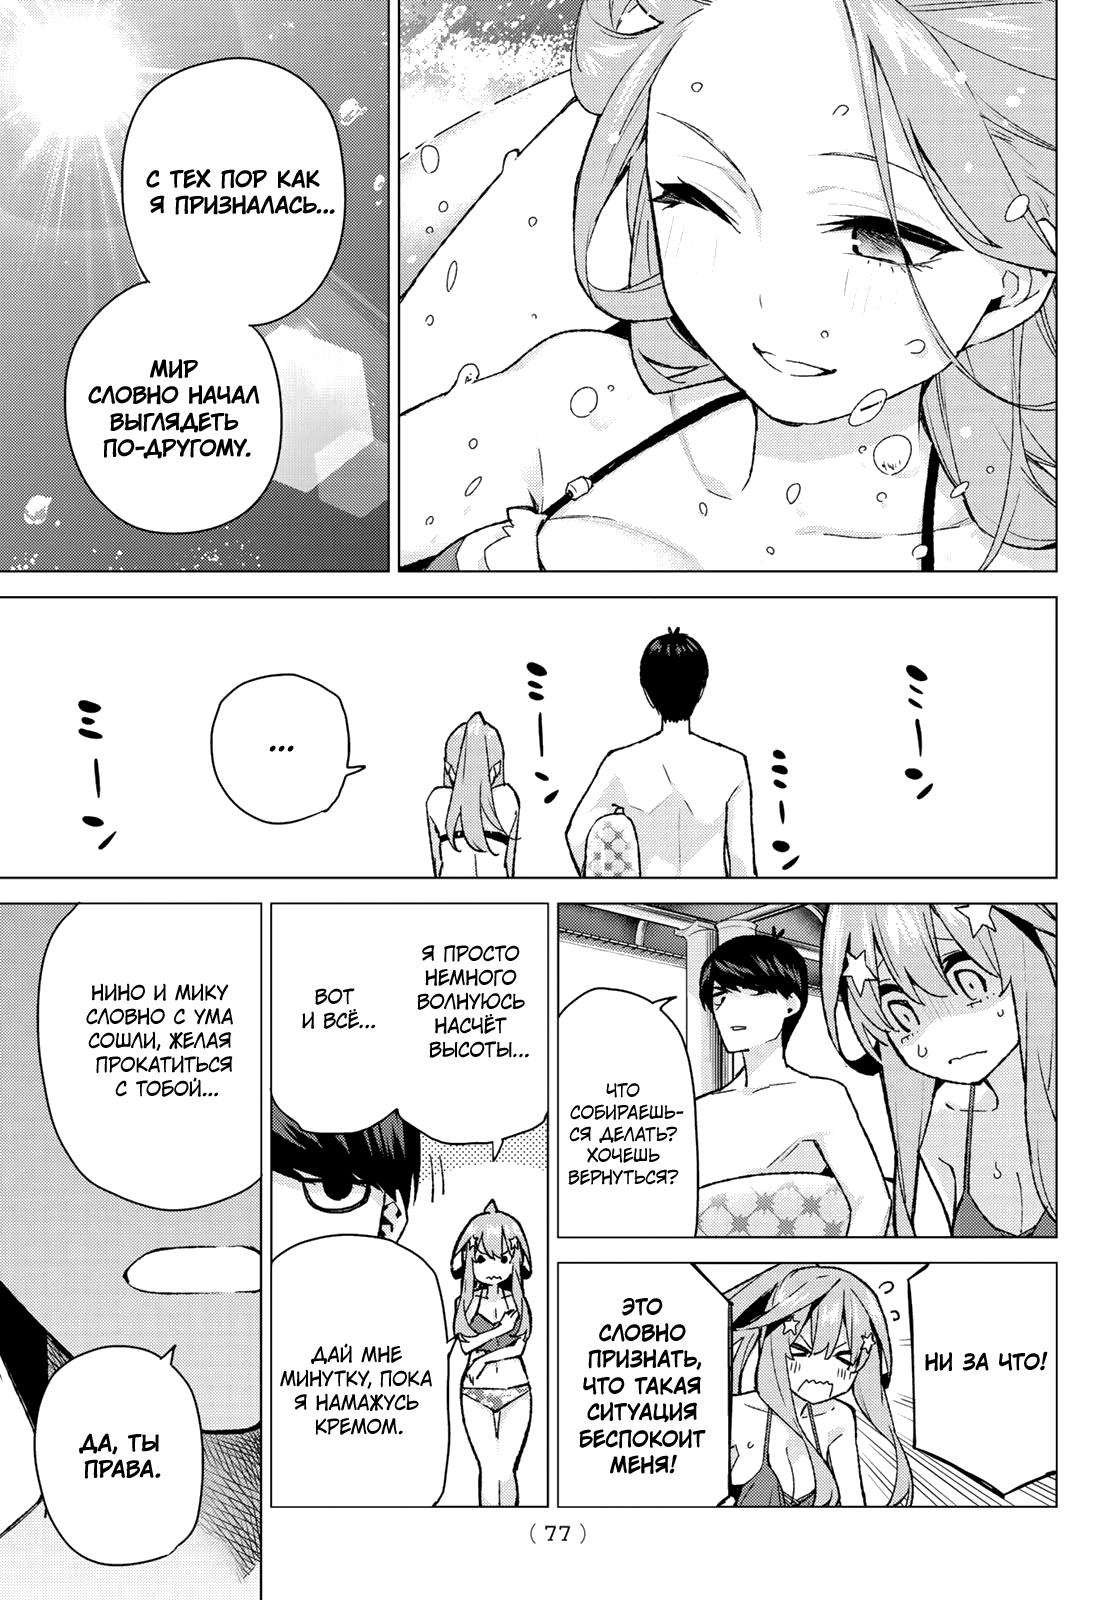 С ТЕХ ПОР КАК
Я ПРИЗНАЛАСЬ...
МИР
СЛОВНО НАЧАЛ
ВЫГЛЯДЕТЬ
ПО-ДРУГОМУ.
...
ЧТО
СОБИРАЕШЬ-
СЯ ДЕЛАТЬ?
ХОЧЕШЬ
ВЕРНУТЬСЯ?
НИ ЗА ЧТО!
ЭТО
СЛОВНО
ПРИЗНАТЬ,
ЧТО ТАКАЯ
СИТУАЦИЯ
БЕСПОКОИТ
МЕНЯ!
Я ПРОСТО
НЕМНОГО
ВОЛНУЮСЬ
НАСЧЁТ
ВЫСОТЫ...
ВОТ
И ВСЁ...
ДАЙ МНЕ
МИНУТКУ, ПОКА
Я НАМАЖУСЬ
КРЕМОМ.
НИНО И МИКУ
СЛОВНО С УМА
СОШЛИ, ЖЕЛАЯ
ПРОКАТИТЬСЯ
С ТОБОЙ...
ДА, ТЫ
ПРАВА.
( 77 )